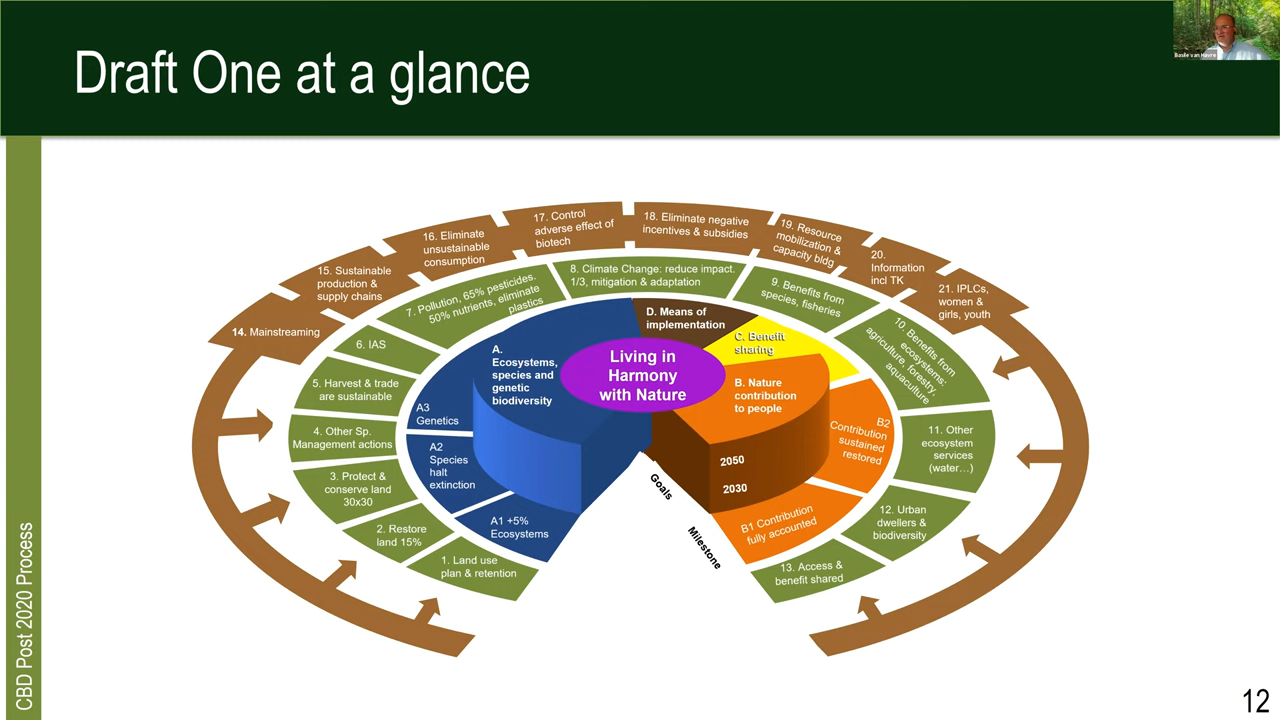 Draft One at a glance
Basile van Havre
CBD Post 2020 Process
Living in
Harmony
with Nature
A.
Ecosystems,
species and
genetic
biodiversity
B. Nature
contribution
to people
C. Benefit
sharing
D. Means of
implementation
2050
2030
Goals
Milestone
A1 +5%
Ecosystems
A2
Species
halt
extinction
A3
Genetics
B1 Contribution
fully accounted
B2
Contribution
sustained
restored
1. Land use
plan & retention
2. Restore
land 15%
3. Protect &
conserve land
30x30
4. Other Sp.
Management actions
5. Harvest & trade
are sustainable
6. IAS
7. Pollution, 65% pesticides.
50% nutrients, eliminate
plastics
8. Climate Change: reduce impact.
1/3, mitigation & adaptation
9. Benefits from
species, fisheries
10. Benefits from
ecosystems:
agriculture, forestry,
aquaculture
11. Other
ecosystem
services
(water…)
12. Urban
dwellers &
biodiversity
13. Access &
benefit shared
14. Mainstreaming
15. Sustainable
production &
supply chains
16. Eliminate
unsustainable
consumption
17. Control
adverse effect of
biotech
18. Eliminate negative
incentives & subsidies
19. Resource
mobilization &
capacity bldg
20.
Information
incl TK
21. IPLCs,
women &
girls, youth
12